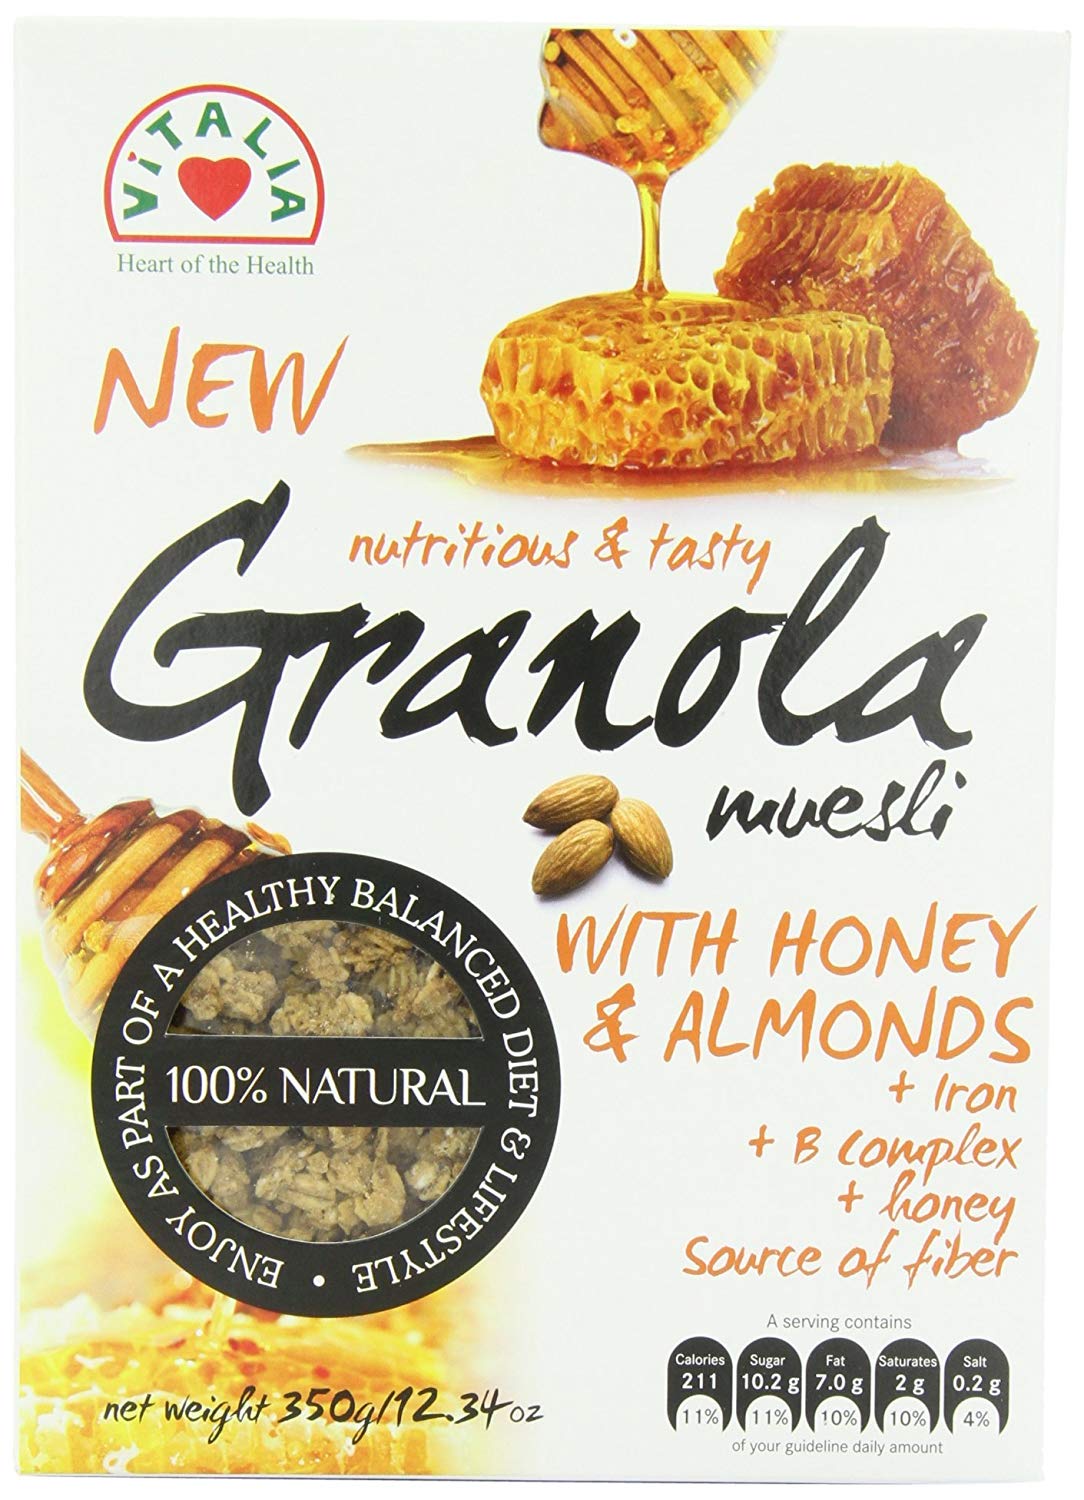 ViTALIA
Heart of the Health
NEW
nutritious & tasty
Granola
muesli
WITH HONEY
& ALMONDS
+ Iron
+ B complex
+ honey
Source of fiber
ENJOY AS PART OF A HEALTHY BALANCED DIET & LIFESTYLE •
100% NATURAL
A serving contains
Calories Sugar Fat Saturates Salt
211 10.2 g 7.0 g 2 g 0.2 g
11% 11% 10% 10% 4%
of your guideline daily amount
net weight 350g/12.34 oz